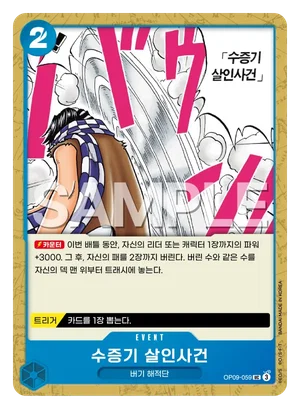 2
「수증기
살인사건」
バウ
SAMPLE
카운터 이번 배틀 동안, 자신의 리더 또는 캐릭터 1장까지의 파워
+3000. 그 후, 자신의 패를 2장까지 버린다. 버린 수와 같은 수를
자신의 덱 맨 위부터 트래시에 놓는다.
트리거 카드를 1장 뽑는다.
EVENT
수증기 살인사건
버기 해적단
OP09-059 UC 3